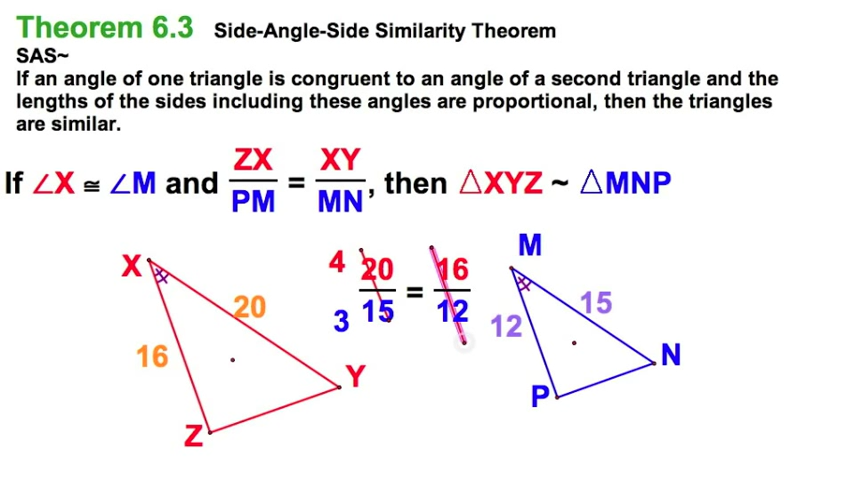 Theorem 6.3 Side-Angle-Side Similarity Theorem
SAS~
If an angle of one triangle is congruent to an angle of a second triangle and the
lengths of the sides including these angles are proportional, then the triangles
are similar.
If ∠X ≅ ∠M and ZX/PM = XY/MN, then △XYZ ~ △MNP
X
20
16
Y
Z
4 20 = 16
3 15 12
M
15
12
N
P